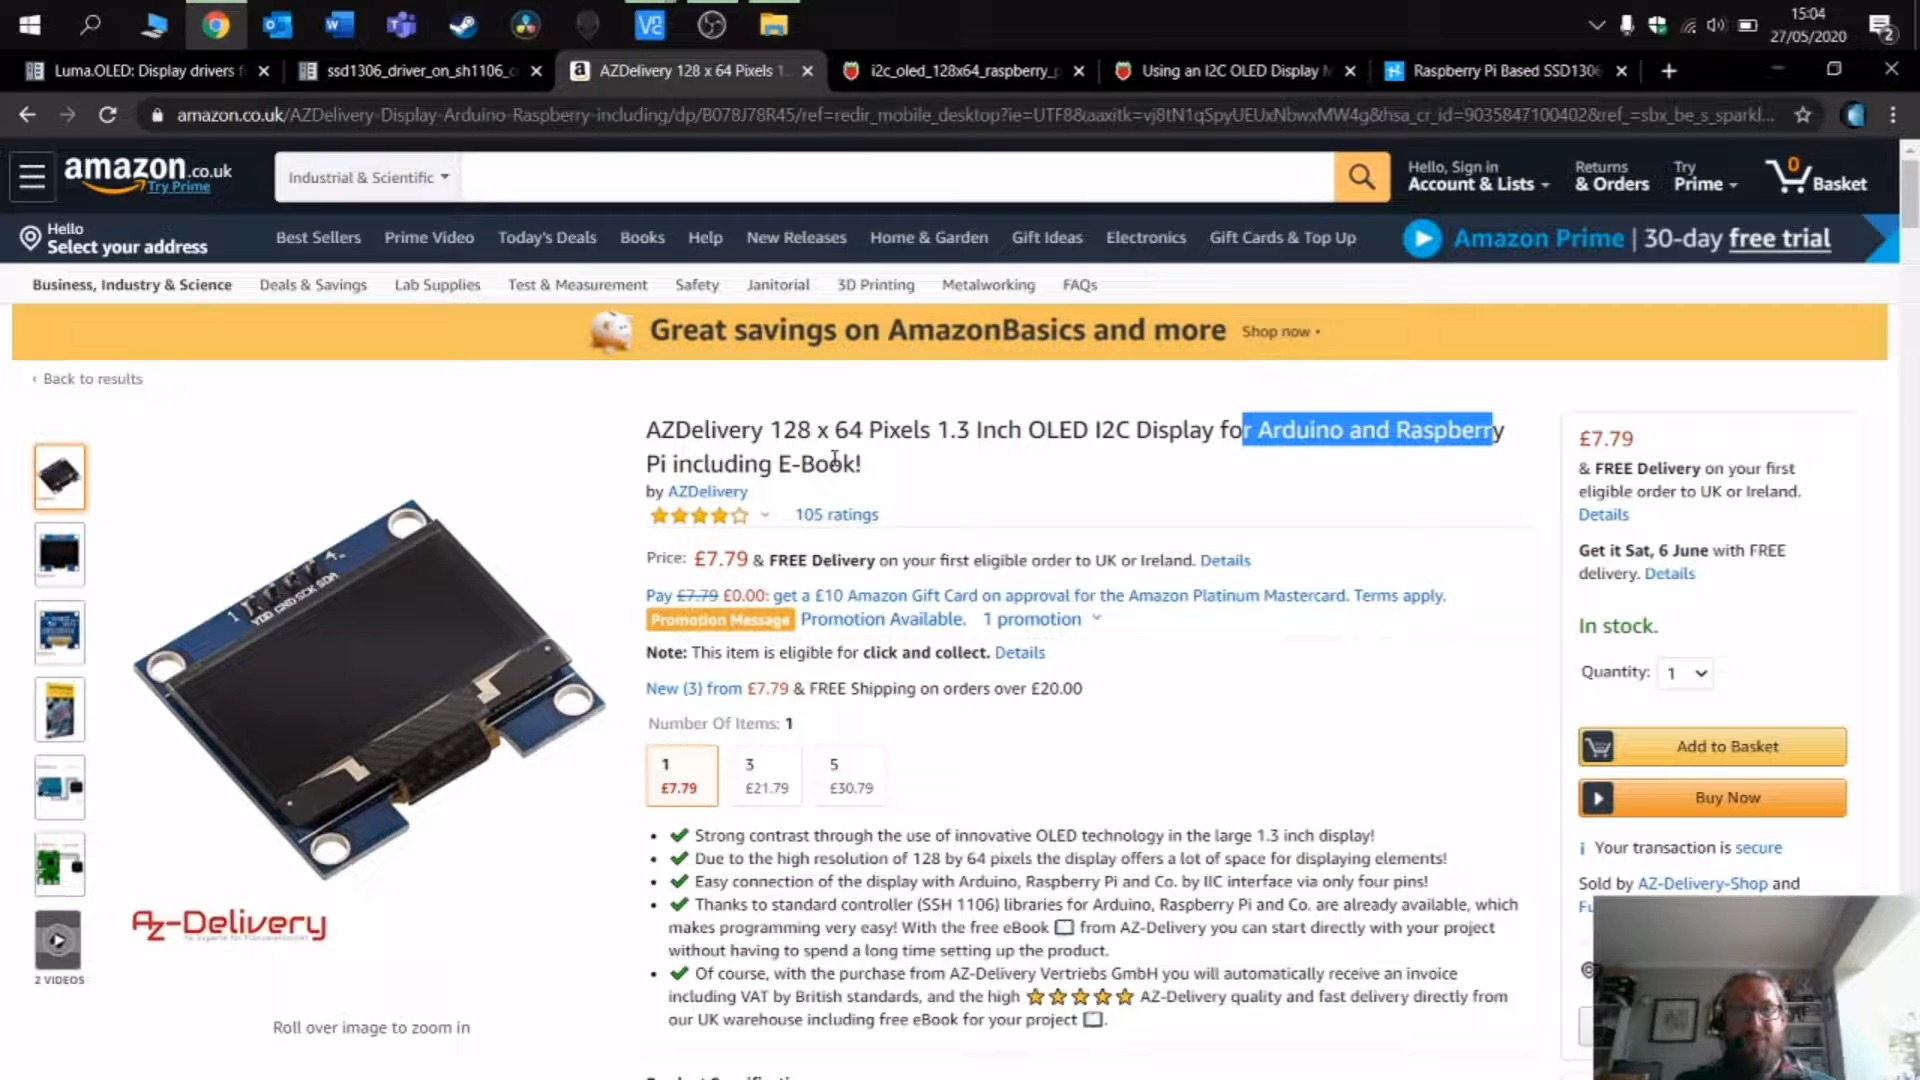 15:04
27/05/2020
2
Luma.OLED: Display drivers f
ssd1306_driver_on_sh1106_c
AZDelivery 128 x 64 Pixels 1.
i2c_oled_128x64_raspberry_p
Using an I2C OLED Display M
Raspberry Pi Based SSD1306
amazon.co.uk/AZDelivery-Display-Arduino-Raspberry-including/dp/B078J78R45/ref=redir_mobile_desktop?ie=UTF8&aaxitk=vj8tN1qSpyUEUxNbwxMW4g&hsa_cr_id=9035847100402&ref_=sbx_be_s_sparkl...
amazon.co.uk
Try Prime
Industrial & Scientific
Hello, Sign in
Account & Lists
Returns
& Orders
Try
Prime
0
Basket
Hello
Select your address
Best Sellers Prime Video Today's Deals Books Help New Releases Home & Garden Gift Ideas Electronics Gift Cards & Top Up
Amazon Prime | 30-day free trial
Business, Industry & Science Deals & Savings Lab Supplies Test & Measurement Safety Janitorial 3D Printing Metalworking FAQs
Great savings on AmazonBasics and more Shop now ›
‹ Back to results
AZDelivery 128 x 64 Pixels 1.3 Inch OLED I2C Display for Arduino and Raspberry
Pi including E-Book!
by AZDelivery
105 ratings
Price: £7.79 & FREE Delivery on your first eligible order to UK or Ireland. Details
Pay £7.79 £0.00: get a £10 Amazon Gift Card on approval for the Amazon Platinum Mastercard. Terms apply.
Promotion Message Promotion Available. 1 promotion
Note: This item is eligible for click and collect. Details
New (3) from £7.79 & FREE Shipping on orders over £20.00
Number Of Items: 1
1 3 5
£7.79 £21.79 £30.79
• ✔ Strong contrast through the use of innovative OLED technology in the large 1.3 inch display!
• ✔ Due to the high resolution of 128 by 64 pixels the display offers a lot of space for displaying elements!
• ✔ Easy connection of the display with Arduino, Raspberry Pi and Co. by IIC interface via only four pins!
• ✔ Thanks to standard controller (SSH 1106) libraries for Arduino, Raspberry Pi and Co. are already available, which
makes programming very easy! With the free eBook from AZ-Delivery you can start directly with your project
without having to spend a long time setting up the product.
• ✔ Of course, with the purchase from AZ-Delivery Vertriebs GmbH you will automatically receive an invoice
including VAT by British standards, and the high ⭐⭐⭐⭐⭐ AZ-Delivery quality and fast delivery directly from
our UK warehouse including free eBook for your project
1 VDD GND SCK SDA
Az-Delivery
2 VIDEOS
Roll over image to zoom in
£7.79
& FREE Delivery on your first
eligible order to UK or Ireland.
Details
Get it Sat, 6 June with FREE
delivery. Details
In stock.
Quantity: 1
Add to Basket
Buy Now
Your transaction is secure
Sold by AZ-Delivery-Shop and
Fu